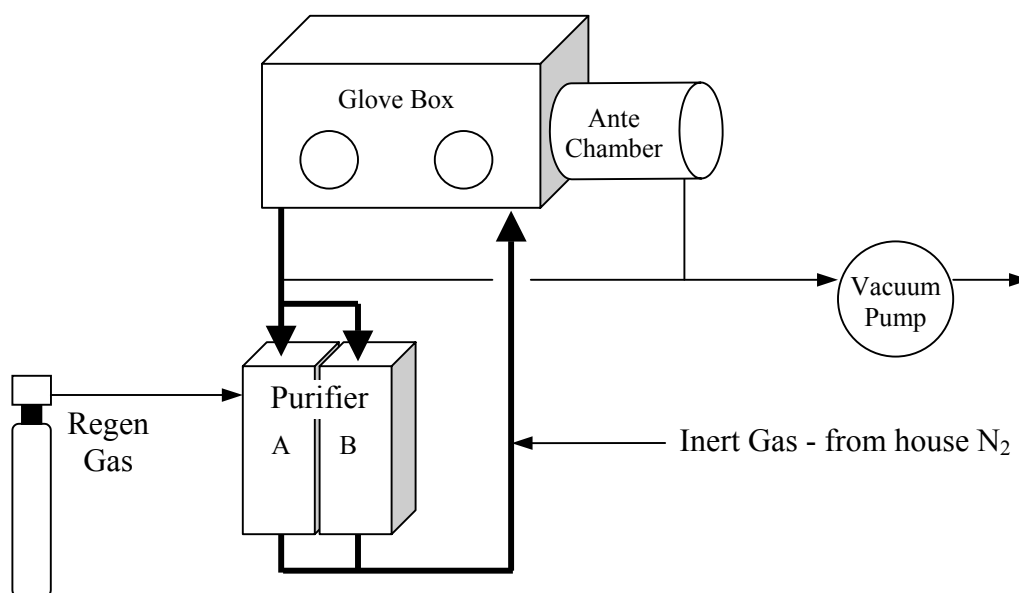 Glove Box
Ante
Chamber
Vacuum
Pump
Purifier
A B
Regen
Gas
Inert Gas - from house N₂